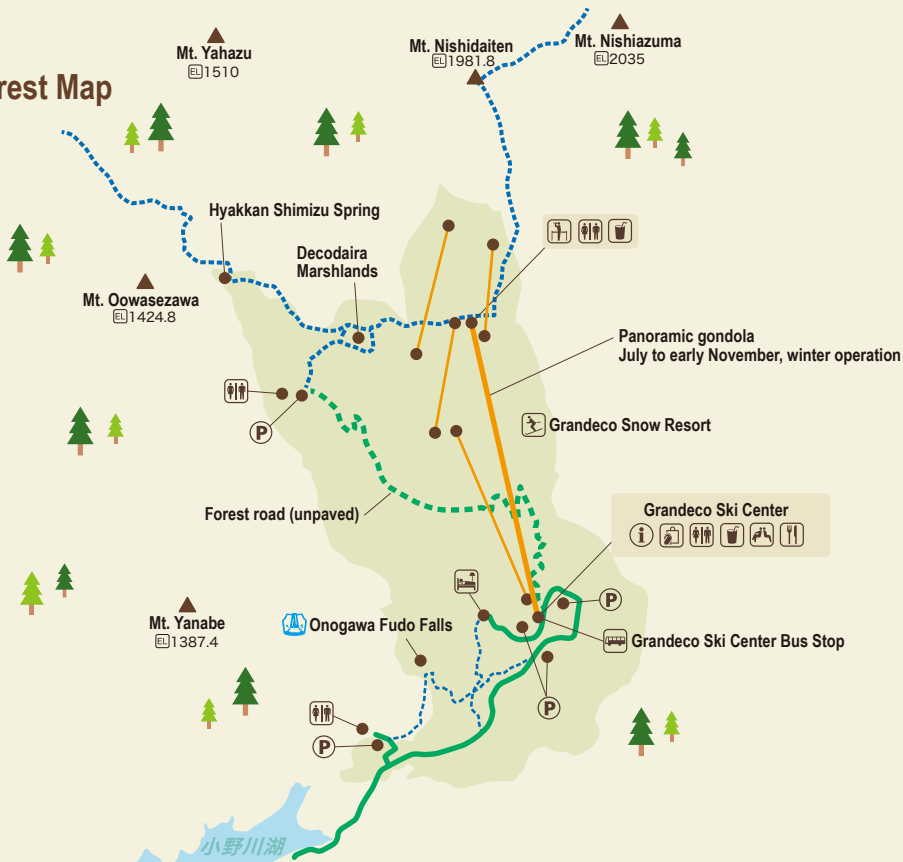 Mt. Yahazu
EL1510
Mt. Nishidaiten
EL1981.8
Mt. Nishiazuma
EL2035
rest Map
Hyakkan Shimizu Spring
Decodaira
Marshlands
Mt. Oowasezawa
EL1424.8
Panoramic gondola
July to early November, winter operation
P
Grandeco Snow Resort
Forest road (unpaved)
Grandeco Ski Center
i
P
Mt. Yanabe
EL1387.4
Onogawa Fudo Falls
Grandeco Ski Center Bus Stop
P
P
小野川湖